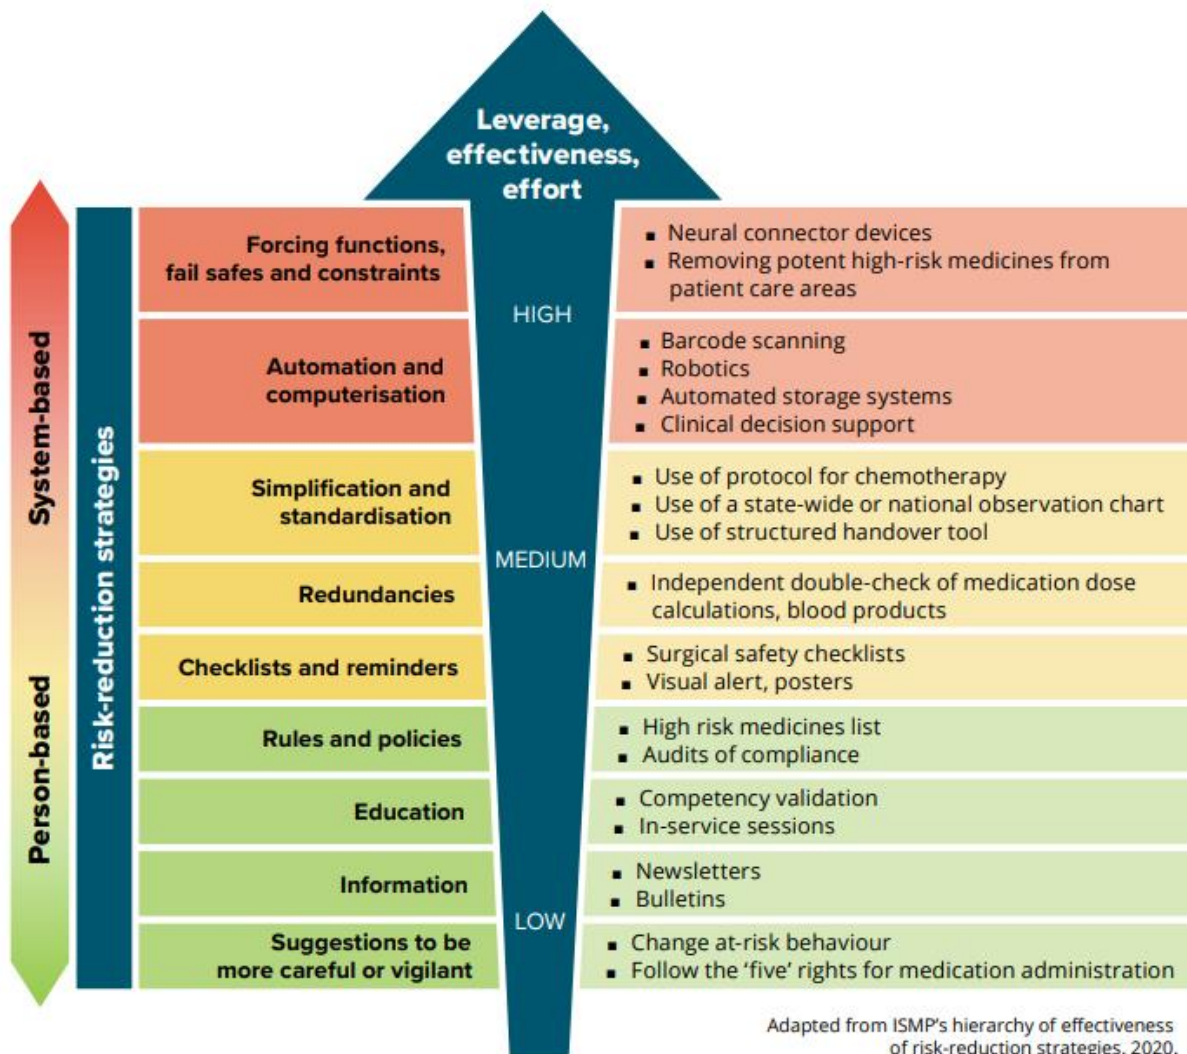 Leverage,
effectiveness,
effort
System-based
Person-based
Risk-reduction strategies
HIGH
MEDIUM
LOW
Forcing functions,
fail safes and constraints
▪ Neural connector devices
▪ Removing potent high-risk medicines from
patient care areas
Automation and
computerisation
▪ Barcode scanning
▪ Robotics
▪ Automated storage systems
▪ Clinical decision support
Simplification and
standardisation
▪ Use of protocol for chemotherapy
▪ Use of a state-wide or national observation chart
▪ Use of structured handover tool
Redundancies
▪ Independent double-check of medication dose
calculations, blood products
Checklists and reminders
▪ Surgical safety checklists
▪ Visual alert, posters
Rules and policies
▪ High risk medicines list
▪ Audits of compliance
Education
▪ Competency validation
▪ In-service sessions
Information
▪ Newsletters
▪ Bulletins
Suggestions to be
more careful or vigilant
▪ Change at-risk behaviour
▪ Follow the ‘five’ rights for medication administration
Adapted from ISMP’s hierarchy of effectiveness
of risk-reduction strategies, 2020.